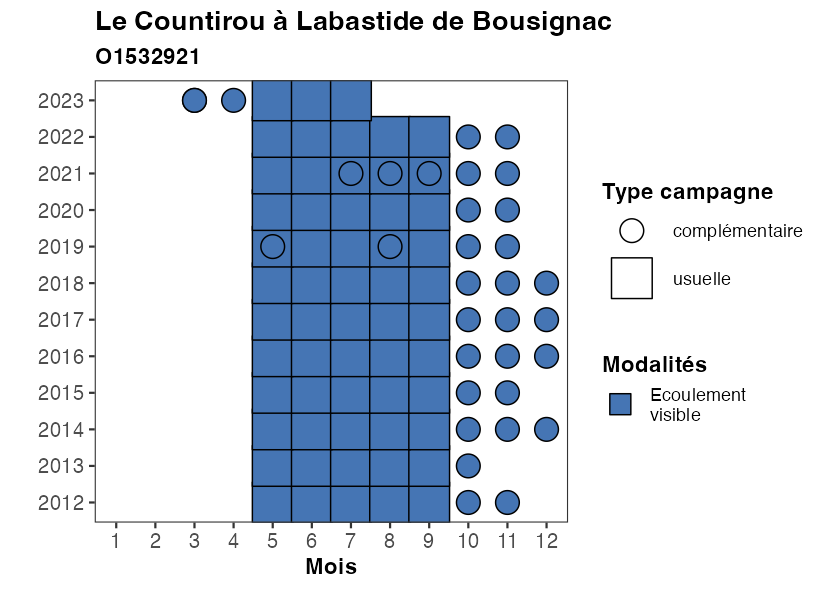 Le Countirou à Labastide de Bousignac
O1532921
2023
2022
2021
2020
2019
2018
2017
2016
2015
2014
2013
2012
1 2 3 4 5 6 7 8 9 10 11 12
Mois
Type campagne
complémentaire
usuelle
Modalités
Ecoulement
visible